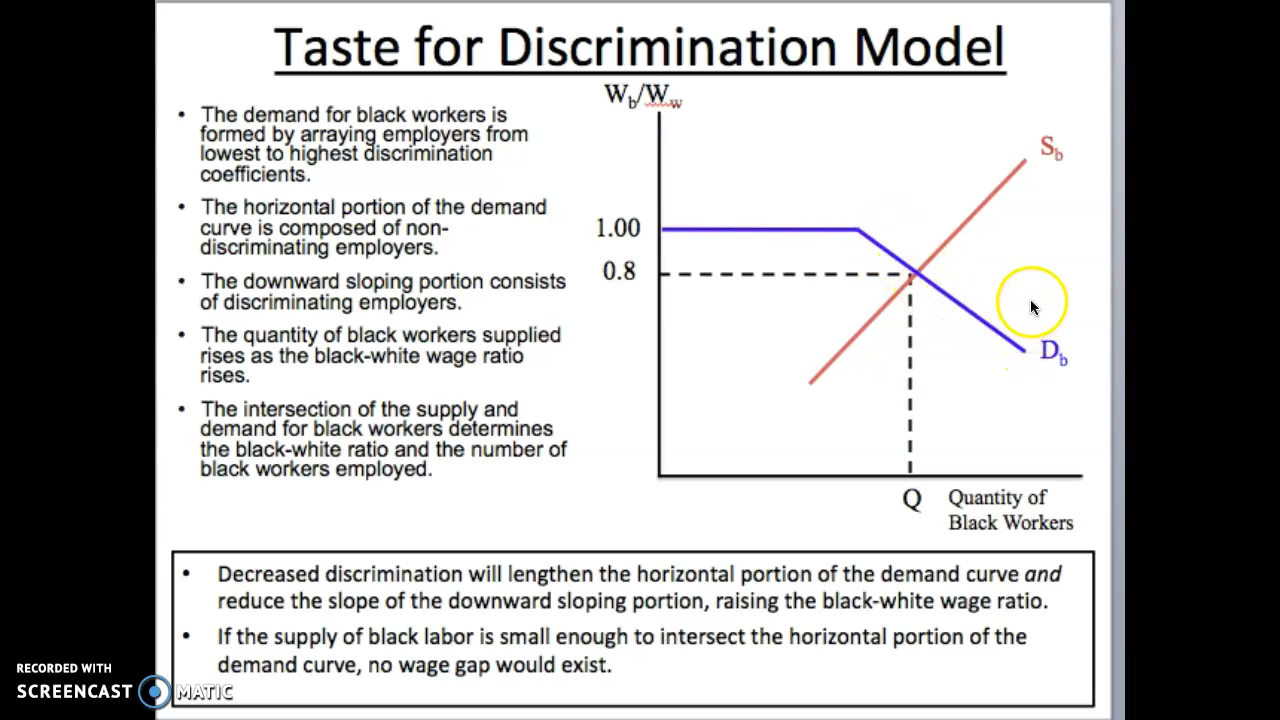 Taste for Discrimination Model
• The demand for black workers is
formed by arraying employers from
lowest to highest discrimination
coefficients.
• The horizontal portion of the demand
curve is composed of non-
discriminating employers.
• The downward sloping portion consists
of discriminating employers.
• The quantity of black workers supplied
rises as the black-white wage ratio
rises.
• The intersection of the supply and
demand for black workers determines
the black-white ratio and the number of
black workers employed.
Wb/Ww
Sb
1.00
0.8
Db
Q
Quantity of
Black Workers
• Decreased discrimination will lengthen the horizontal portion of the demand curve and
reduce the slope of the downward sloping portion, raising the black-white wage ratio.
• If the supply of black labor is small enough to intersect the horizontal portion of the
demand curve, no wage gap would exist.
RECORDED WITH
SCREENCAST MATIC